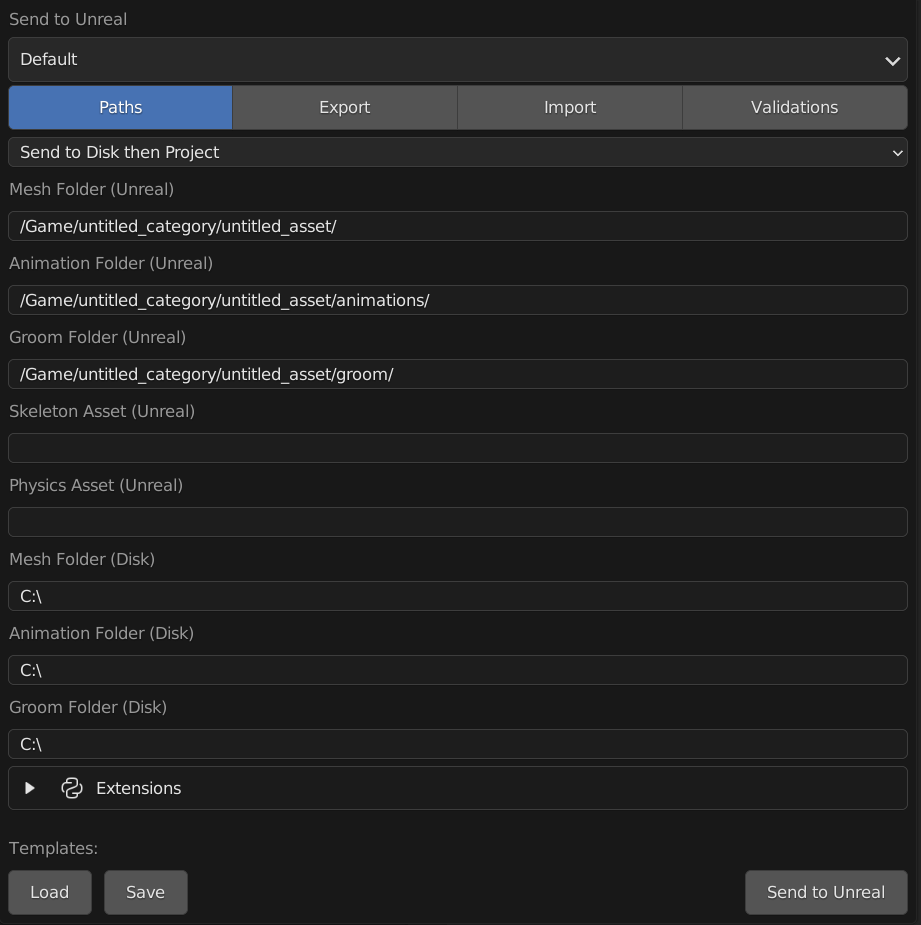 Send to Unreal
Default
Paths
Export
Import
Validations
Send to Disk then Project
Mesh Folder (Unreal)
/Game/untitled_category/untitled_asset/
Animation Folder (Unreal)
/Game/untitled_category/untitled_asset/animations/
Groom Folder (Unreal)
/Game/untitled_category/untitled_asset/groom/
Skeleton Asset (Unreal)
Physics Asset (Unreal)
Mesh Folder (Disk)
C:\
Animation Folder (Disk)
C:\
Groom Folder (Disk)
C:\
Extensions
Templates:
Load
Save
Send to Unreal